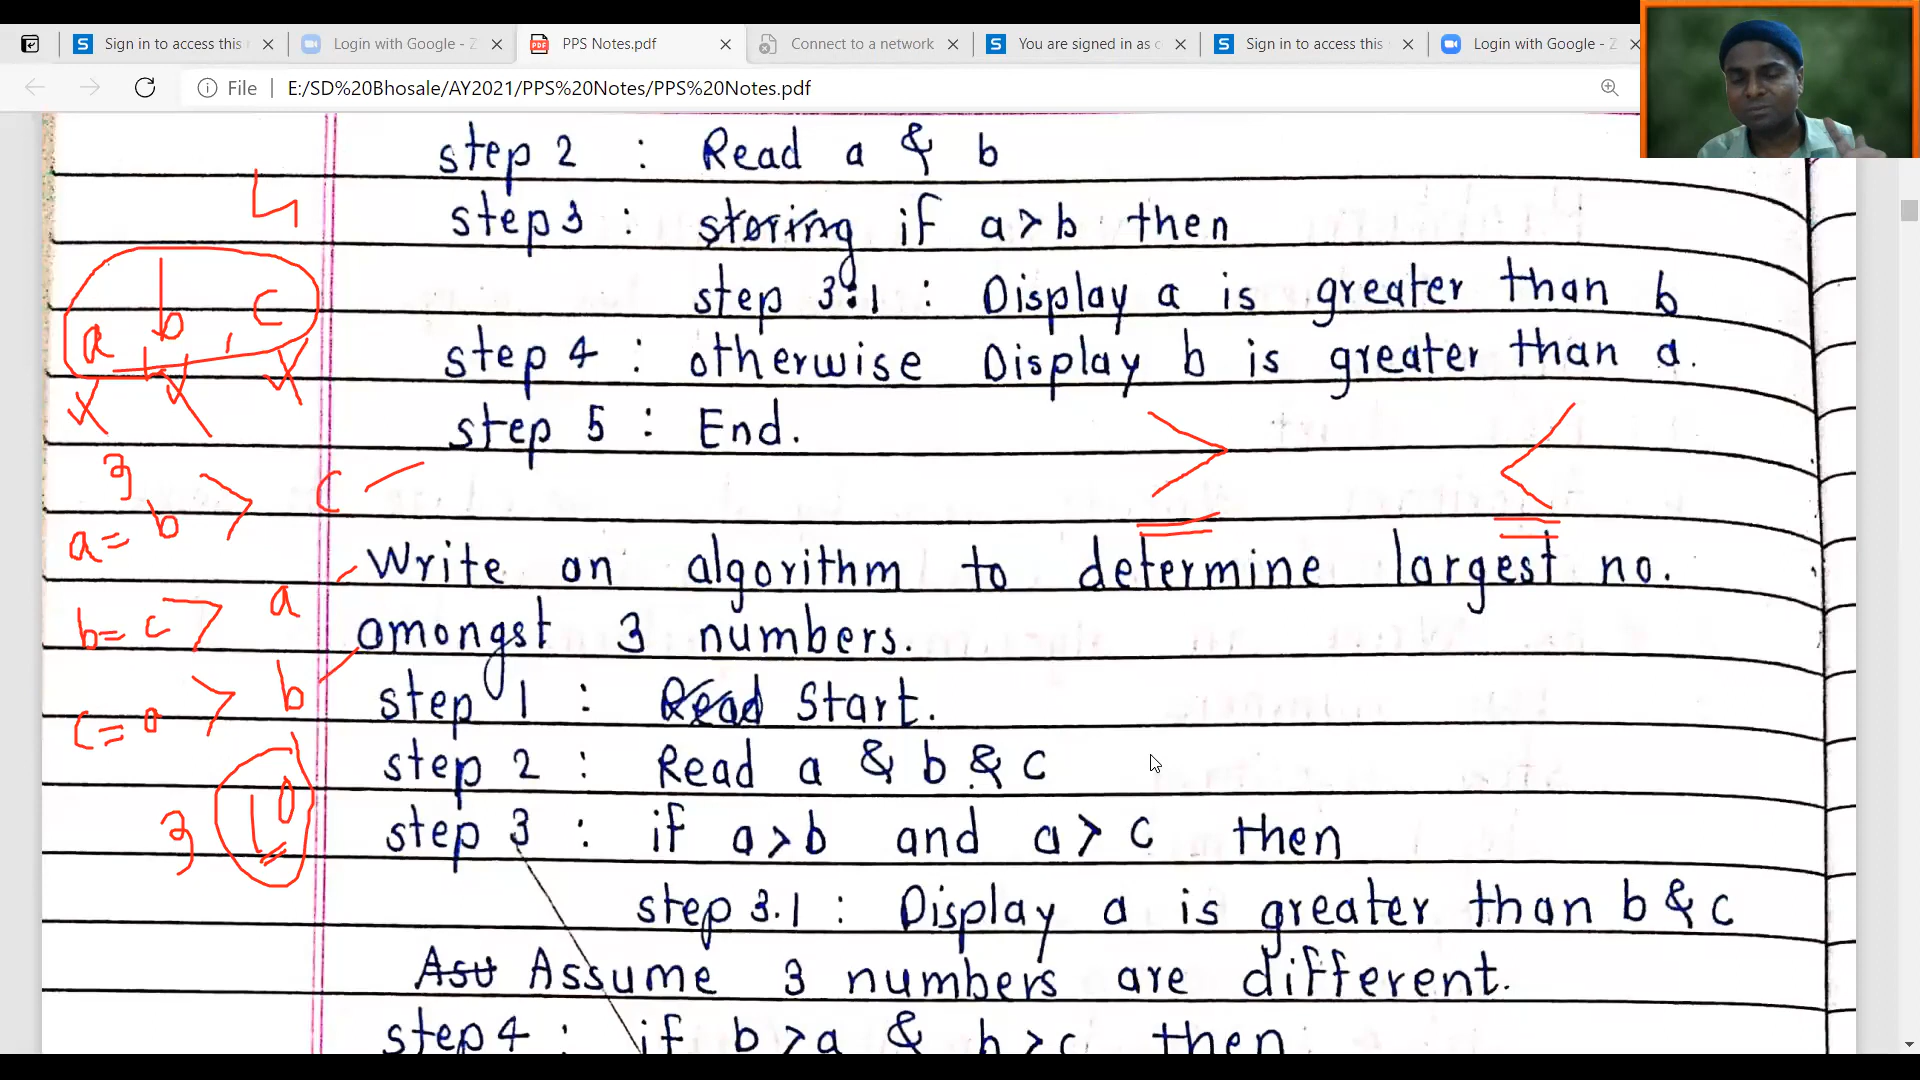 Sign in to access this
Login with Google - Z
PPS Notes.pdf
Connect to a network
You are signed in as c
Sign in to access this
Login with Google - Z
File
E:/SD%20Bhosale/AY2021/PPS%20Notes/PPS%20Notes.pdf
step 2 : Read a & b
step 3 : storing if a > b then
step 3.1 : Display a is greater than b
step 4 : otherwise Display b is greater than a.
step 5 : End.
a b , c
3
a = b > c
b = c > a
c = a > b
3 10
> <
Write an algorithm to determine largest no.
amongst 3 numbers.
step 1 : Read Start.
step 2 : Read a & b & c
step 3 : if a > b and a > c then
step 3.1 : Display a is greater than b & c
Asu Assume 3 numbers are different.
step 4 : if b > a & b > c then